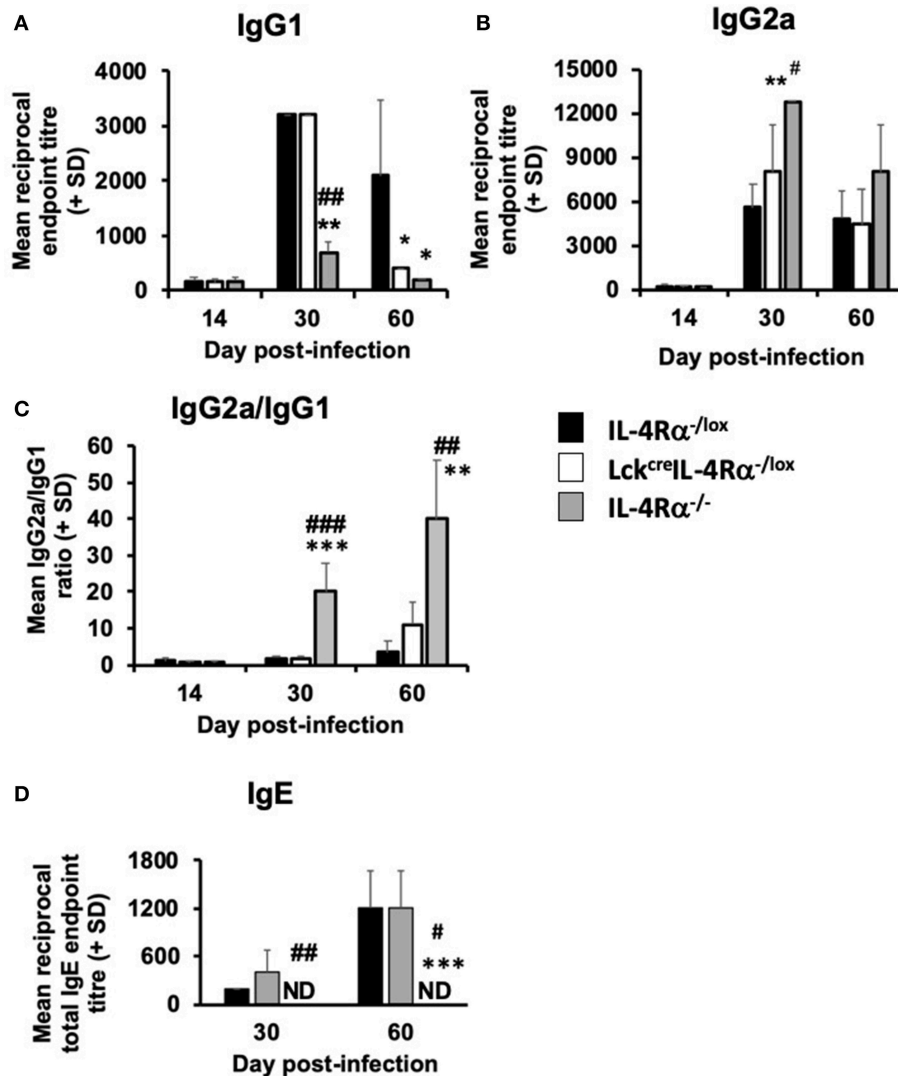 A
IgG1
Mean reciprocal
endpoint titre
(+ SD)
4000
3000
2000
1000
0
##
**
*
*
14 30 60
Day post-infection
B
IgG2a
Mean reciprocal
endpoint titre
(+ SD)
15000
12000
9000
6000
3000
0
** #
14 30 60
Day post-infection
C
IgG2a/IgG1
Mean IgG2a/IgG1
ratio (+ SD)
60
50
40
30
20
10
0
###
***
##
**
14 30 60
Day post-infection
IL-4Rα-/lox
LckcreIL-4Rα-/lox
IL-4Rα-/-
D
IgE
Mean reciprocal
total IgE endpoint
titre (+ SD)
1800
1200
600
0
##
ND
#
***
ND
30 60
Day post-infection